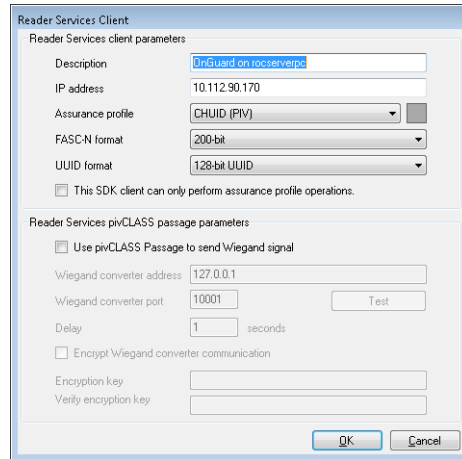 Reader Services Client
Reader Services client parameters
Description OnGuard on rocserverpc
IP address 10.112.90.170
Assurance profile CHUID (PIV)
FASC-N format 200-bit
UUID format 128-bit UUID
This SDK client can only perform assurance profile operations.
Reader Services pivCLASS passage parameters
Use pivCLASS Passage to send Wiegand signal
Wiegand converter address 127.0.0.1
Wiegand converter port 10001 Test
Delay 1 seconds
Encrypt Wiegand converter communication
Encryption key
Verify encryption key
OK Cancel